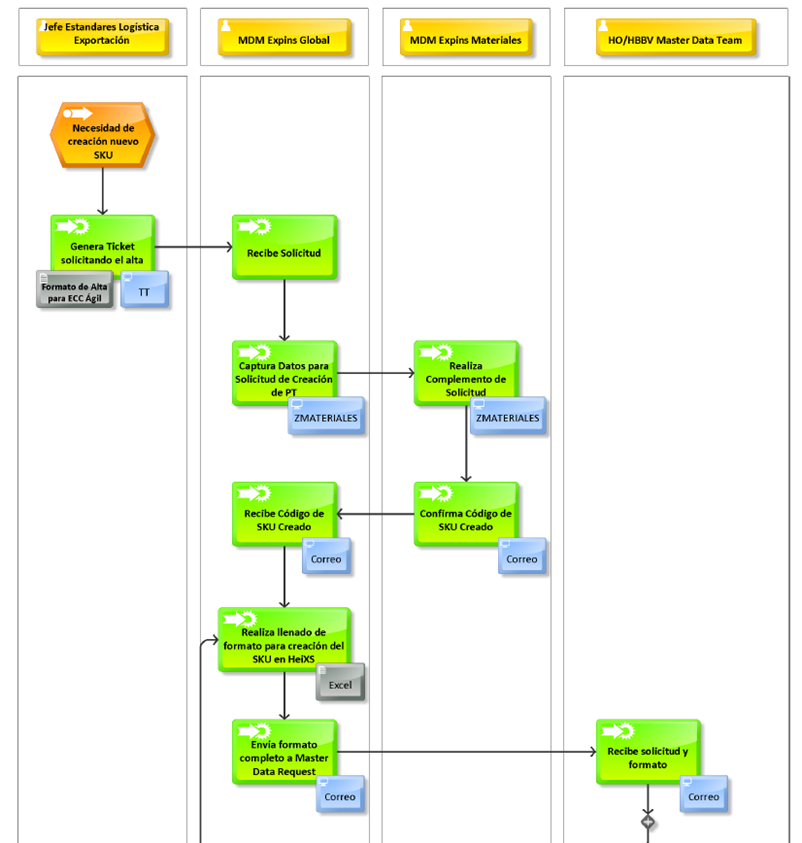 Jefe Estandares Logística
Exportación
MDM Expins Global
MDM Expins Materiales
HO/HBBV Master Data Team
Necesidad de
creación nuevo
SKU
Genera Ticket
solicitando el alta
Formato de Alta
para ECC Ágil
TT
Recibe Solicitud
Captura Datos para
Solicitud de Creación
de PT
ZMATERIALES
Realiza
Complemento de
Solicitud
ZMATERIALES
Recibe Código de
SKU Creado
Correo
Confirma Código de
SKU Creado
Correo
Realiza llenado de
formato para creación del
SKU en HeiXS
Excel
Envía formato
completo a Master
Data Request
Correo
Recibe solicitud y
formato
Correo